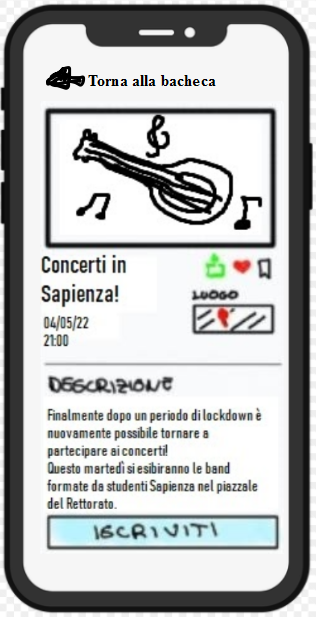 Torna alla bacheca
Concerti in
Sapienza!
LUOGO
04/05/22
21:00
DESCRIZIONE
Finalmente dopo un periodo di lockdown è
nuovamente possibile tornare a
partecipare ai concerti!
Questo martedì si esibiranno le band
formate da studenti Sapienza nel piazzale
del Rettorato.
ISCRIVITI